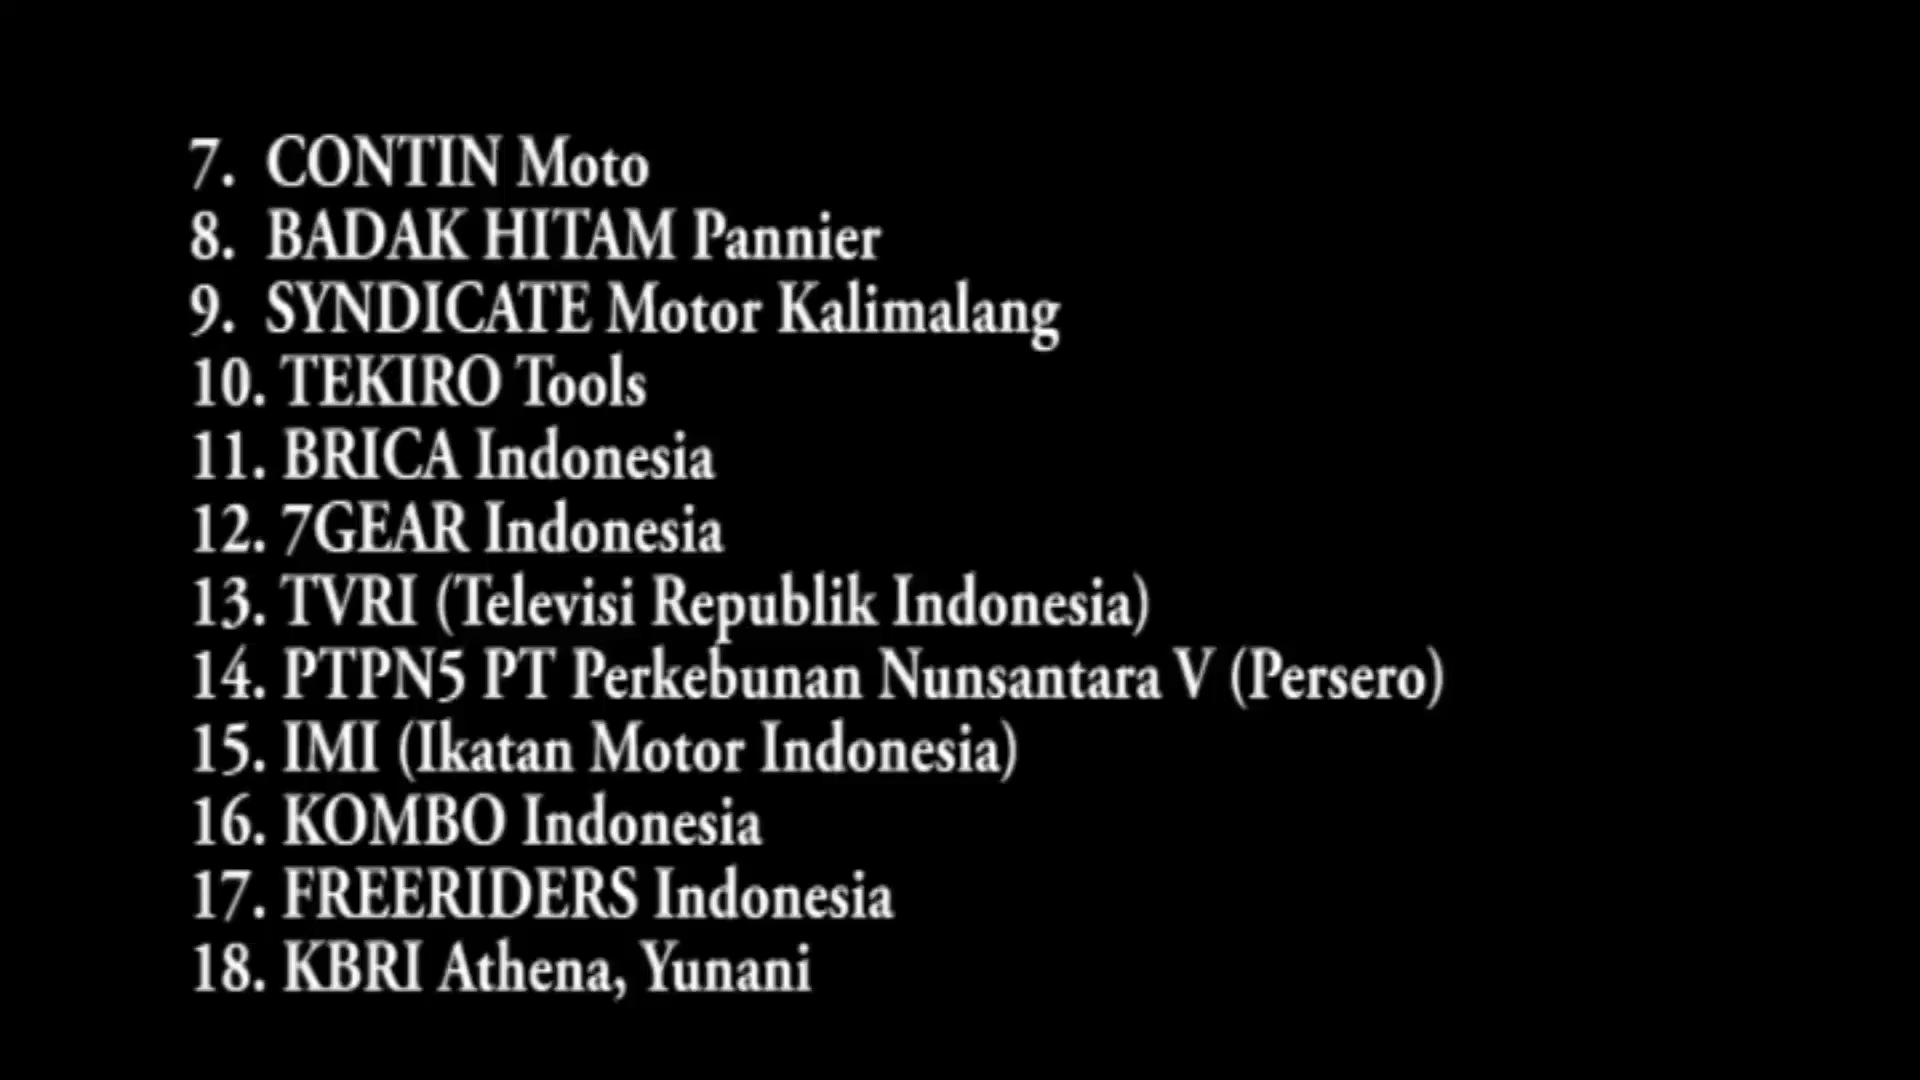 7. CONTIN Moto
8. BADAK HITAM Pannier
9. SYNDICATE Motor Kalimalang
10. TEKIRO Tools
11. BRICA Indonesia
12. 7GEAR Indonesia
13. TVRI (Televisi Republik Indonesia)
14. PTPN5 PT Perkebunan Nunsantara V (Persero)
15. IMI (Ikatan Motor Indonesia)
16. KOMBO Indonesia
17. FREERIDERS Indonesia
18. KBRI Athena, Yunani